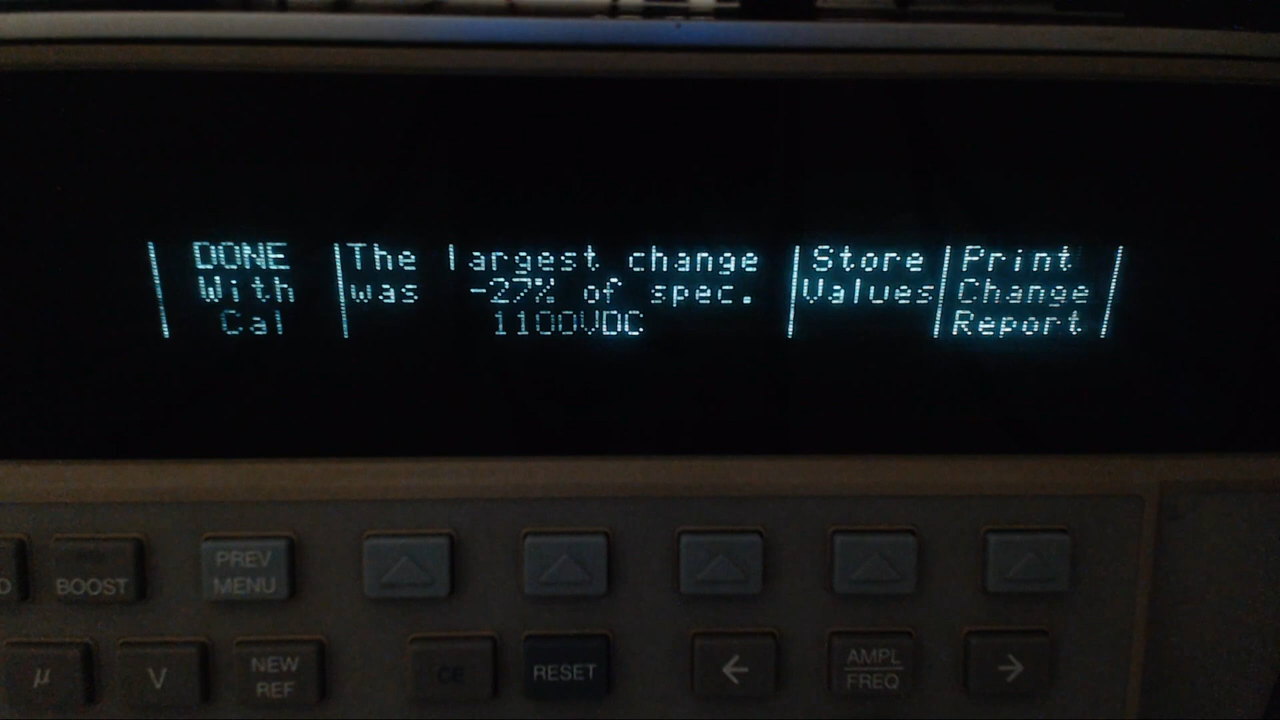 DONE With Cal
The largest change was -27% of spec.
1100VDC
Store Values
Print Change Report
BOOST
PREV MENU
µ
V
NEW REF
CE
RESET
←
AMPL FREQ
→